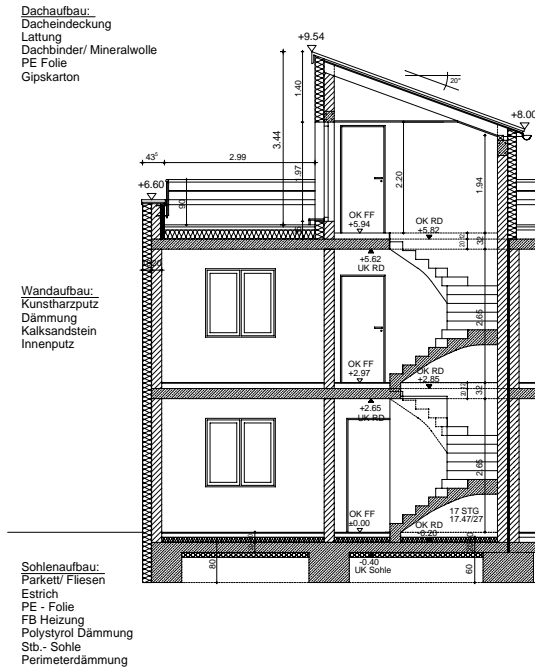 Dachaufbau:
Dacheindeckung
Lattung
Dachbinder/ Mineralwolle
PE Folie
Gipskarton
+9.54
20°
1.40
3.44
+8.00
43⁵
2.99
1.97
2.20
1.94
+6.60
90
OK FF
+5.94
OK RD
+5.82
32
+5.62
UK RD
Wandaufbau:
Kunstharzputz
Dämmung
Kalksandstein
Innenputz
2.65
OK FF
+2.97
OK RD
+2.85
32
+2.65
UK RD
2.65
OK FF
±0.00
17 STG
17.47/27
OK RD
-0.20
-0.40
UK Sohle
80
60
Sohlenaufbau:
Parkett/ Fliesen
Estrich
PE - Folie
FB Heizung
Polystyrol Dämmung
Stb.- Sohle
Perimeterdämmung